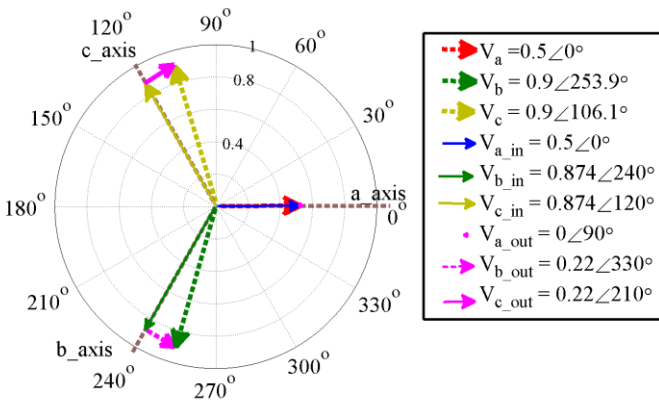 90°
c_axis
1
120°
60°
0.8
150°
30°
0.4
a_axis
180°
0°
210°
330°
b_axis
240°
300°
270°
V_a =0.5∠0°
V_b = 0.9∠253.9°
V_c = 0.9∠106.1°
V_a_in = 0.5∠0°
V_b_in = 0.874∠240°
V_c_in = 0.874∠120°
V_a_out = 0∠90°
V_b_out = 0.22∠330°
V_c_out = 0.22∠210°